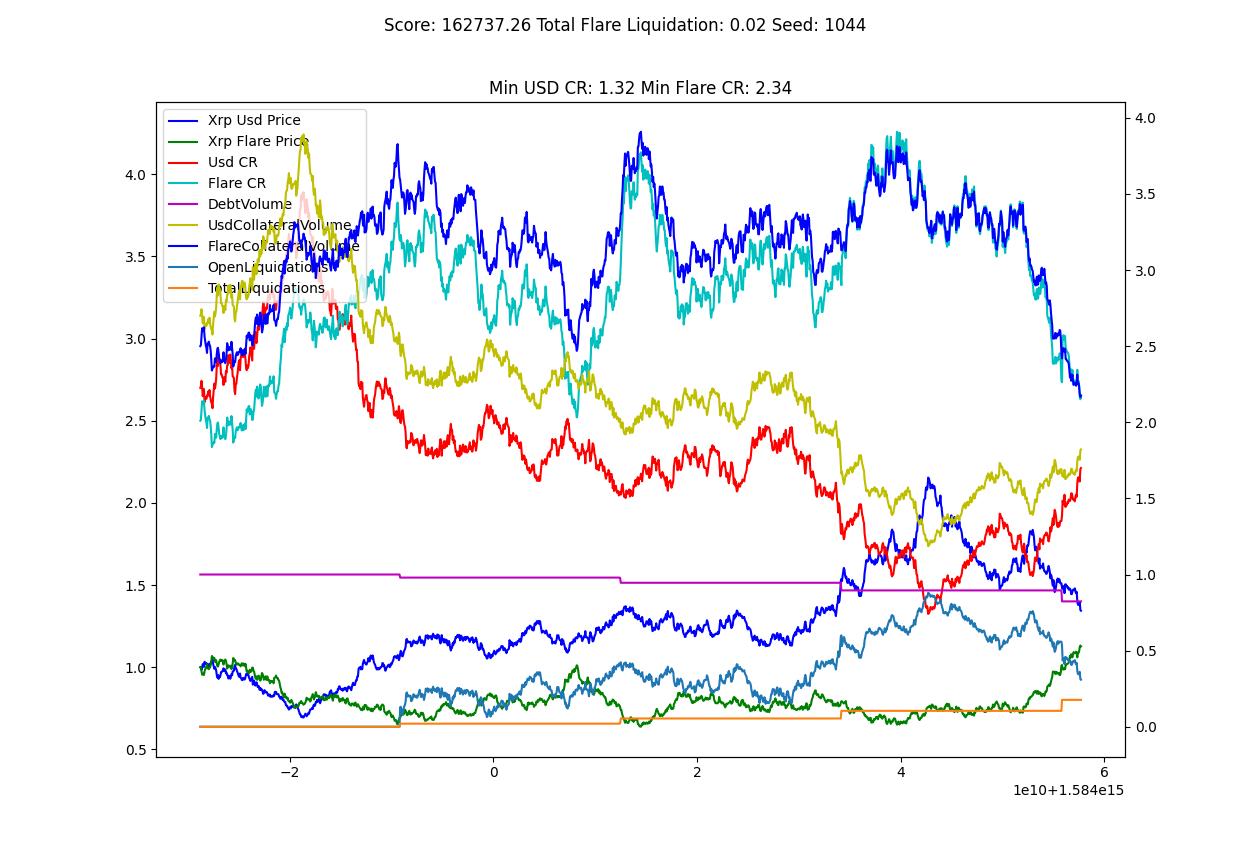 Score: 162737.26 Total Flare Liquidation: 0.02 Seed: 1044
Min USD CR: 1.32 Min Flare CR: 2.34
Xrp Usd Price
Xrp Flare Price
Usd CR
Flare CR
DebtVolume
UsdCollateralVolume
FlareCollateralVolume
OpenLiquidations
TotalLiquidations
4.0
3.5
3.0
2.5
2.0
1.5
1.0
0.5
4.0
3.5
3.0
2.5
2.0
1.5
1.0
0.5
0.0
−2
0
2
4
6
1e10+1.584e15